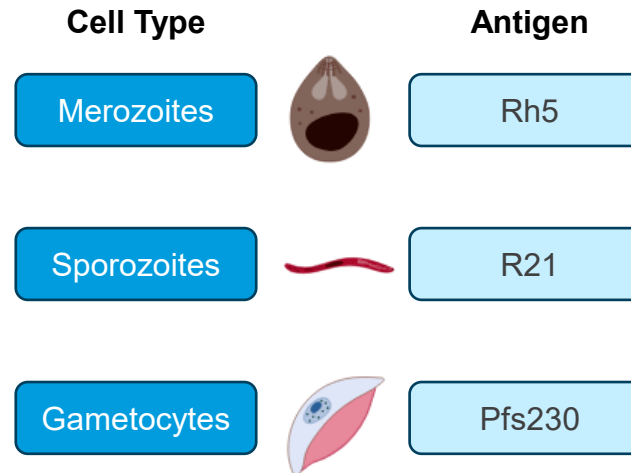 Cell Type Antigen
Merozoites Rh5
Sporozoites R21
Gametocytes Pfs230